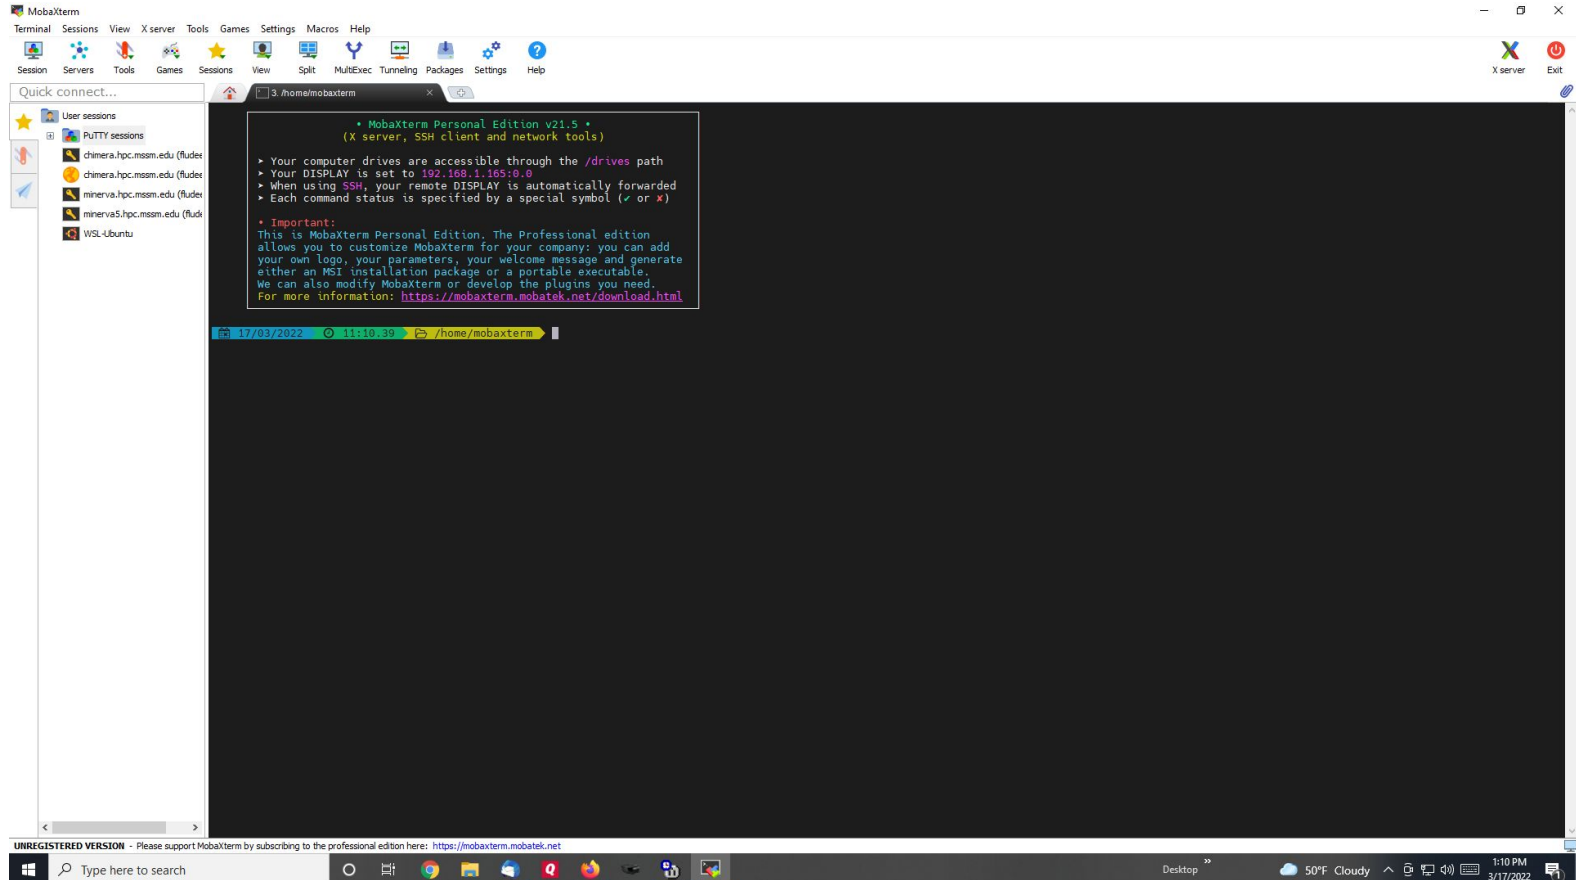 MobaXterm
Terminal Sessions View X server Tools Games Settings Macros Help
Session Servers Tools Games Sessions View Split MultiExec Tunneling Packages Settings Help X server Exit
Quick connect...
3. /home/mobaxterm
User sessions
PuTTY sessions
chimera.hpc.mssm.edu (fludee
chimera.hpc.mssm.edu (fludee
minerva.hpc.mssm.edu (fludee
minerva5.hpc.mssm.edu (flude
WSL-Ubuntu
• MobaXterm Personal Edition v21.5 •
(X server, SSH client and network tools)
➤ Your computer drives are accessible through the /drives path
➤ Your DISPLAY is set to 192.168.1.165:0.0
➤ When using SSH, your remote DISPLAY is automatically forwarded
➤ Each command status is specified by a special symbol (✔ or ✘)
• Important:
This is MobaXterm Personal Edition. The Professional edition
allows you to customize MobaXterm for your company: you can add
your own logo, your parameters, your welcome message and generate
either an MSI installation package or a portable executable.
We can also modify MobaXterm or develop the plugins you need.
For more information: https://mobaxterm.mobatek.net/download.html
17/03/2022 11:10.39 /home/mobaxterm
UNREGISTERED VERSION - Please support MobaXterm by subscribing to the professional edition here: https://mobaxterm.mobatek.net
Type here to search
Desktop
50°F Cloudy
1:10 PM
3/17/2022